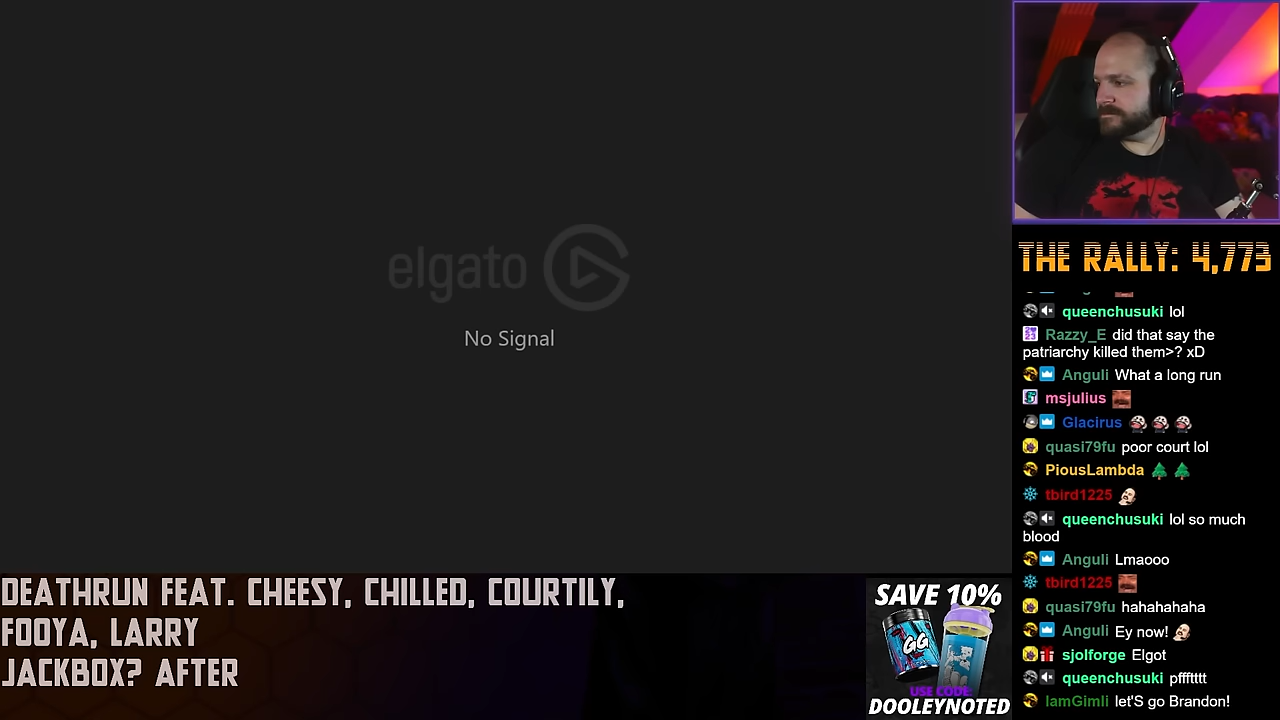 elgato
No Signal
DEATHRUN FEAT. CHEESY, CHILLED, COURTILY,
FOOYA, LARRY
JACKBOX? AFTER
SAVE 10%
GG
USE CODE:
DOOLEYNOTED
THE RALLY: 4,773
queenchusuki lol
Razzy_E did that say the
patriarchy killed them>? xD
Anguli What a long run
msjulius
Glacirus
quasi79fu poor court lol
PiousLambda
tbird1225
queenchusuki lol so much
blood
Anguli Lmaooo
tbird1225
quasi79fu hahahahaha
Anguli Ey now!
sjolforge Elgot
queenchusuki pffftttt
IamGimli let'S go Brandon!